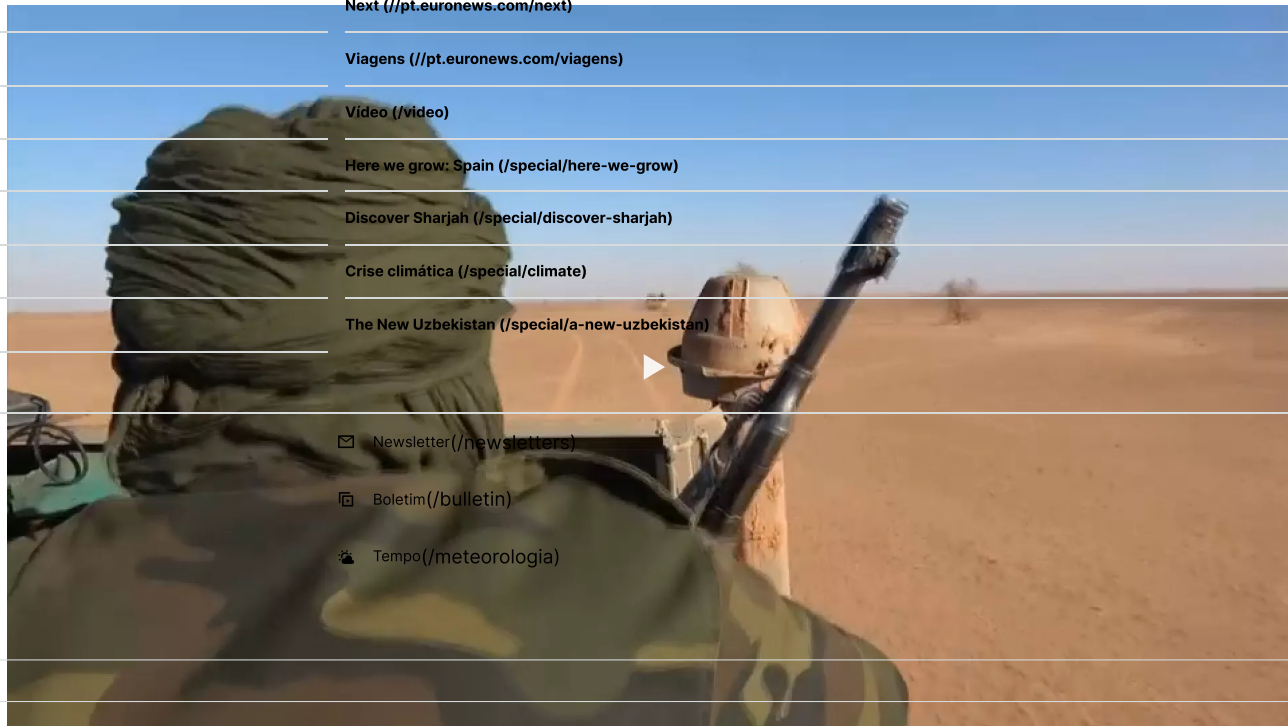 Next (//pt.euronews.com/next)
Viagens (//pt.euronews.com/viagens)
Vídeo (/video)
Here we grow: Spain (/special/here-we-grow)
Discover Sharjah (/special/discover-sharjah)
Crise climática (/special/climate)
The New Uzbekistan (/special/a-new-uzbekistan)
Newsletter(/newsletters)
Boletim(/bulletin)
Tempo(/meteorologia)